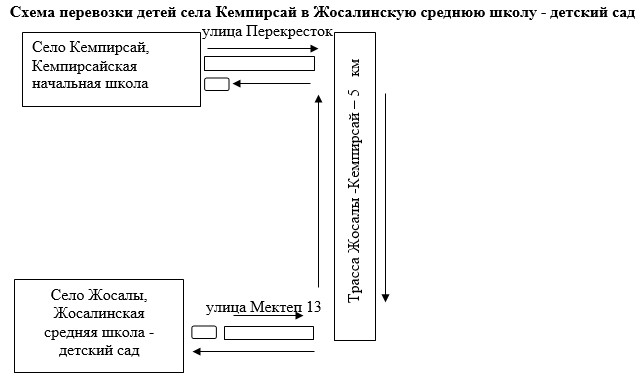 Схема перевозки детей села Кемпирсай в Жосалинскую среднюю школу - детский сад
улица Перекресток
Село Кемпирсай,
Кемпирсайская
начальная школа
Трасса Жосалы -Кемпирсай – 5 км
Село Жосалы,
Жосалинская
средняя школа -
детский сад
улица Мектеп 13